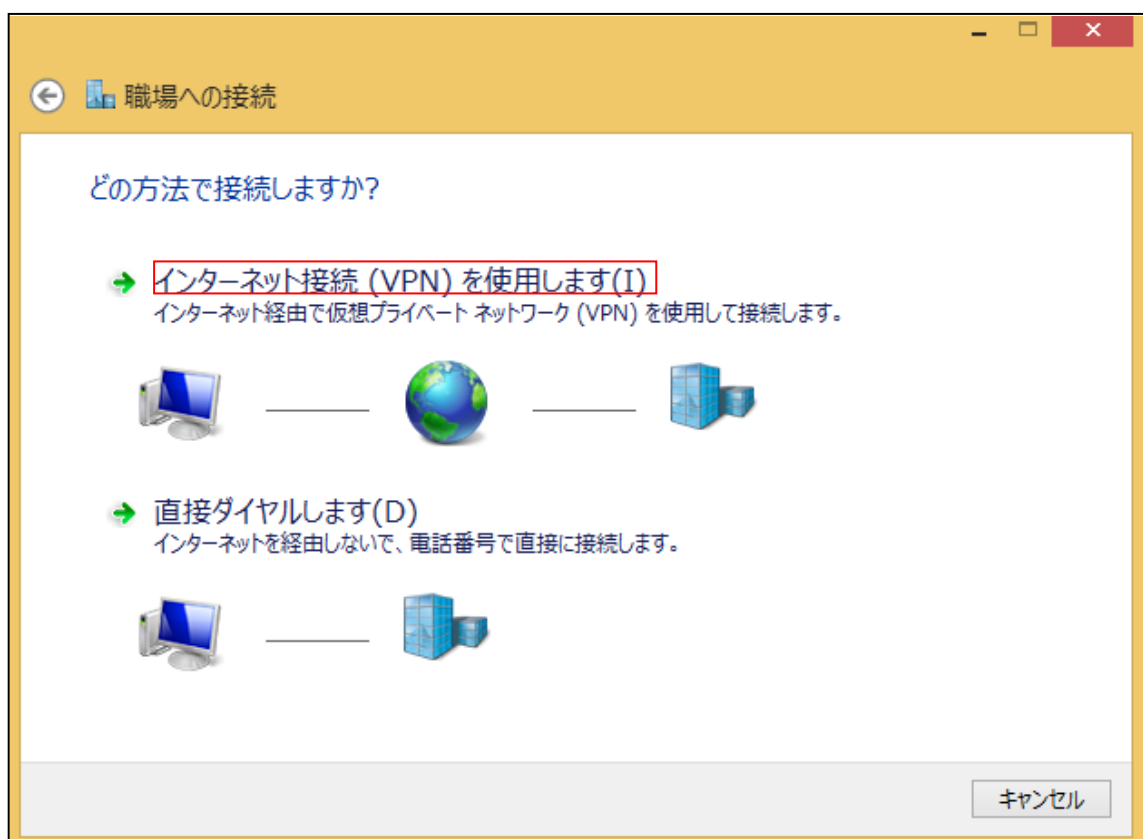 職場への接続
どの方法で接続しますか?
インターネット接続 (VPN) を使用します(I)
インターネット経由で仮想プライベート ネットワーク (VPN) を使用して接続します。
直接ダイヤルします(D)
インターネットを経由しないで、電話番号で直接に接続します。
キャンセル